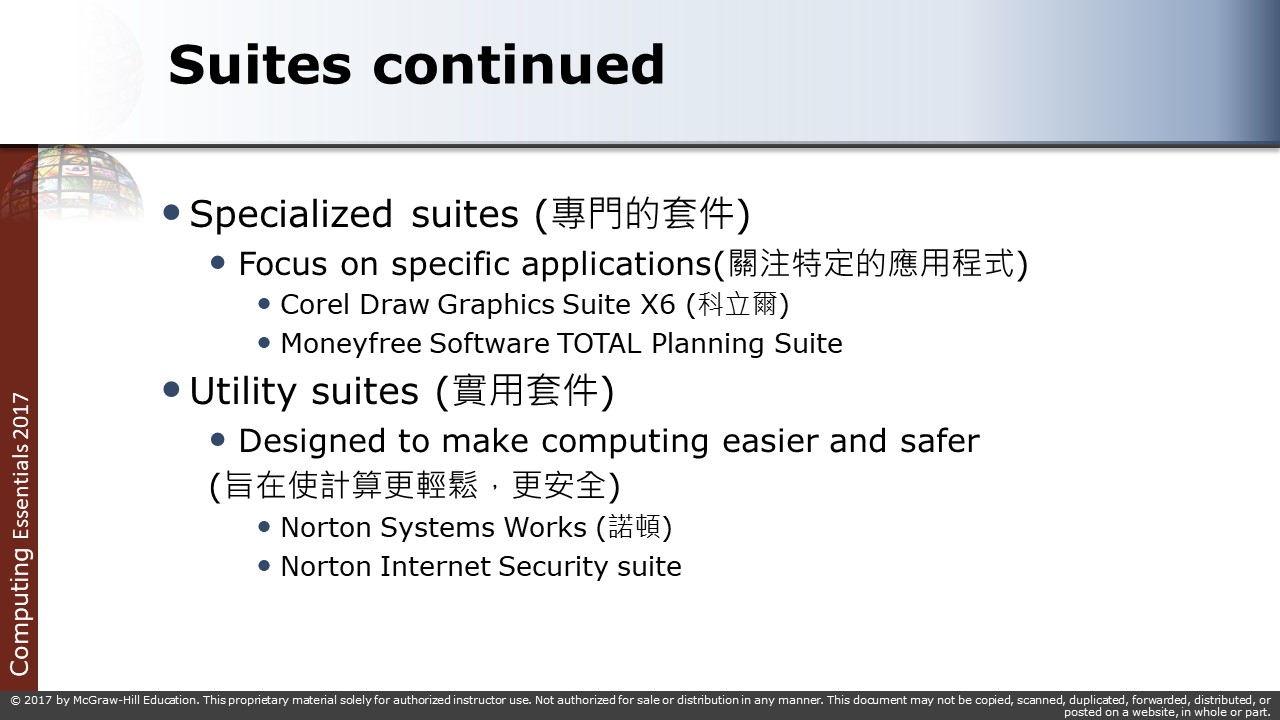 Suites continued
• Specialized suites (專門的套件)
• Focus on specific applications(關注特定的應用程式)
• Corel Draw Graphics Suite X6 (科立爾)
• Moneyfree Software TOTAL Planning Suite
• Utility suites (實用套件)
• Designed to make computing easier and safer
(旨在使計算更輕鬆，更安全)
• Norton Systems Works (諾頓)
• Norton Internet Security suite
Computing Essentials 2017
© 2017 by McGraw-Hill Education. This proprietary material solely for authorized instructor use. Not authorized for sale or distribution in any manner. This document may not be copied, scanned, duplicated, forwarded, distributed, or
posted on a website, in whole or part.